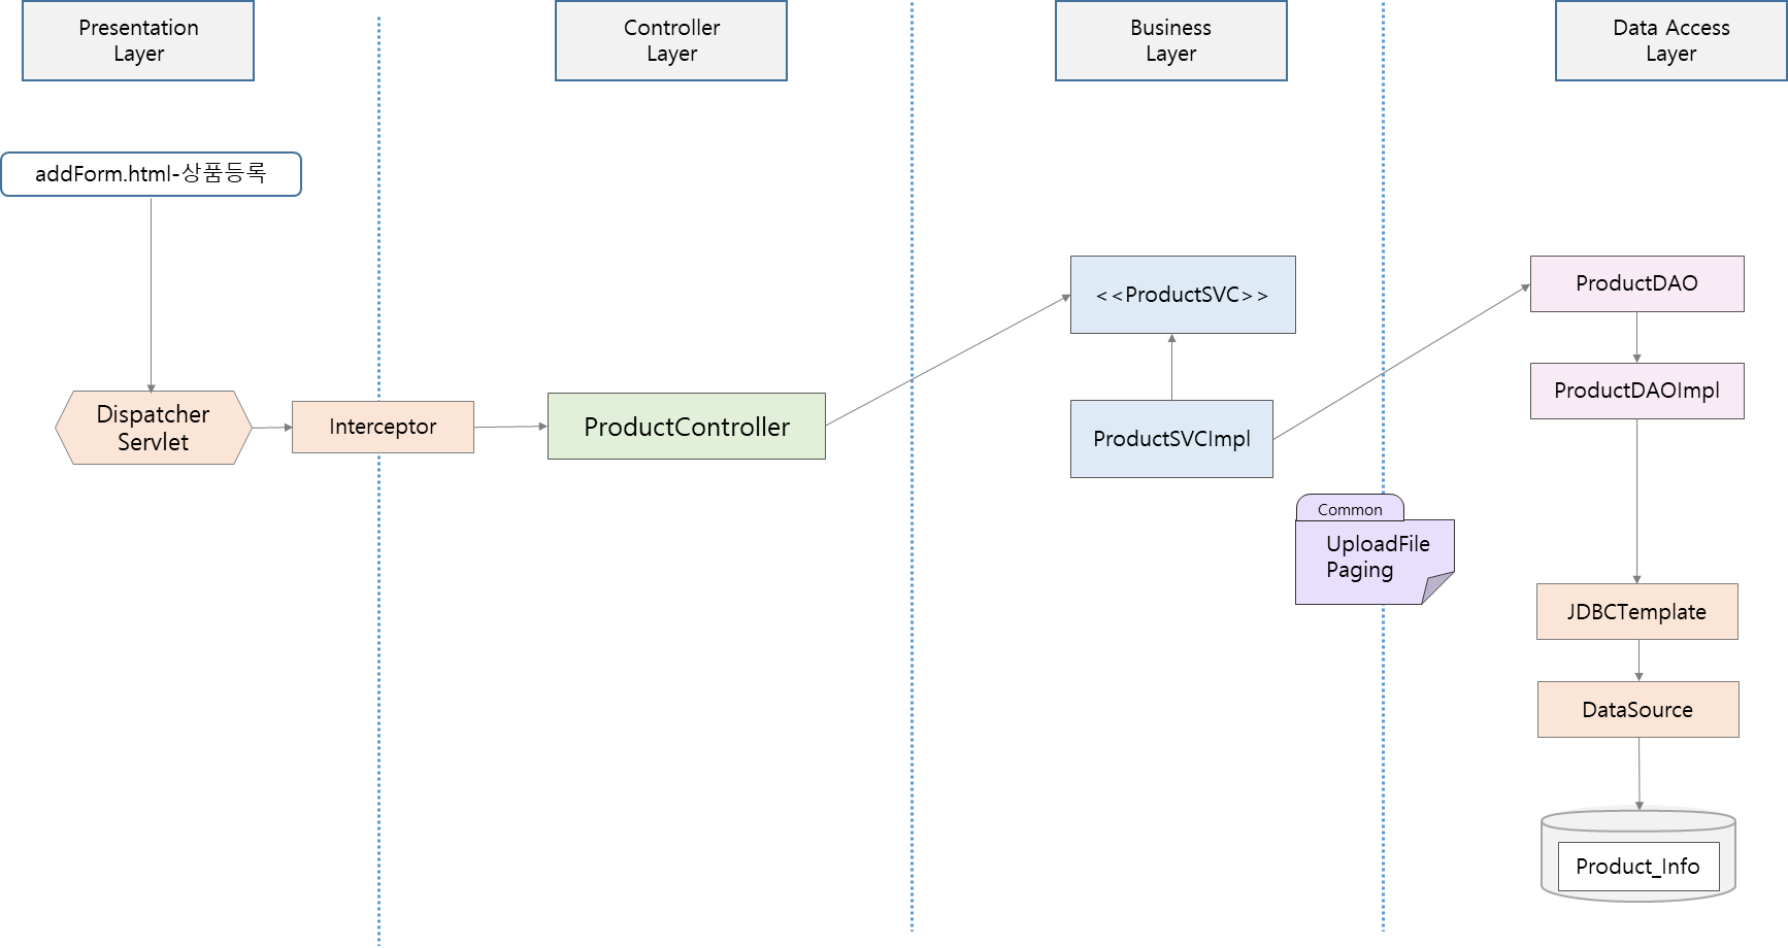 Presentation
Layer
Controller
Layer
Business
Layer
Data Access
Layer
addForm.html-상품등록
Dispatcher
Servlet
Interceptor
ProductController
<<ProductSVC>>
ProductSVCImpl
Common
UploadFile
Paging
ProductDAO
ProductDAOImpl
JDBCTemplate
DataSource
Product_Info